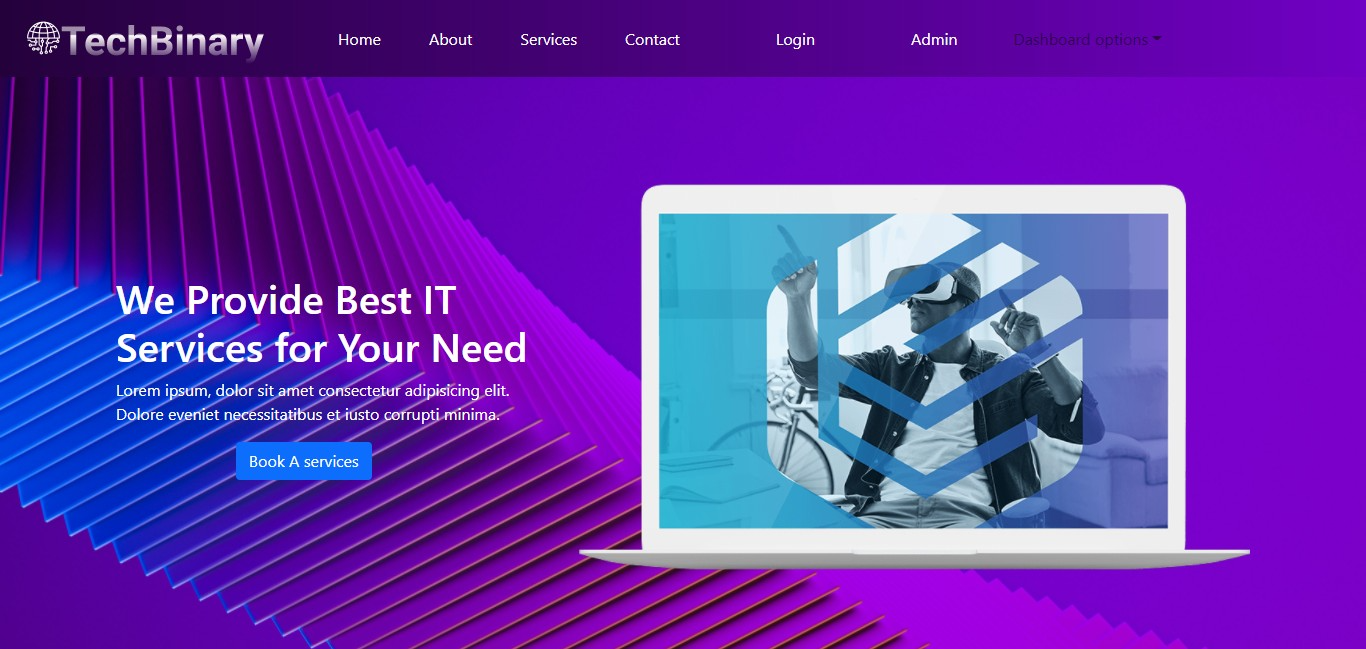 TechBinary
Home About Services Contact Login Admin Dashboard options
We Provide Best IT
Services for Your Need
Lorem ipsum, dolor sit amet consectetur adipisicing elit.
Dolore eveniet necessitatibus et iusto corrupti minima.
Book A services